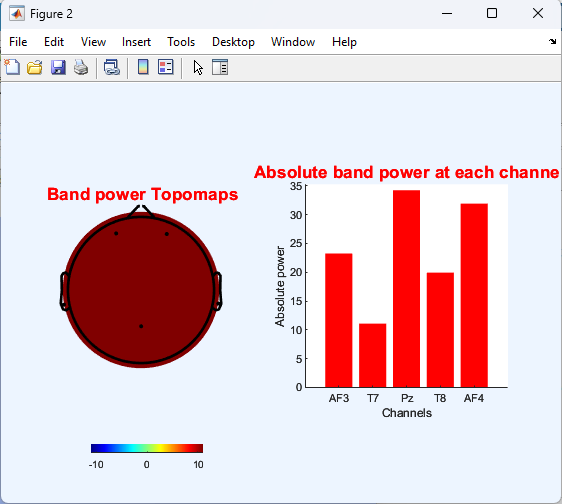 Figure 2
File Edit View Insert Tools Desktop Window Help
Band power Topomaps
-10 0 10
Absolute band power at each channe
35
30
25
20
15
10
5
0
Absolute power
AF3 T7 Pz T8 AF4
Channels